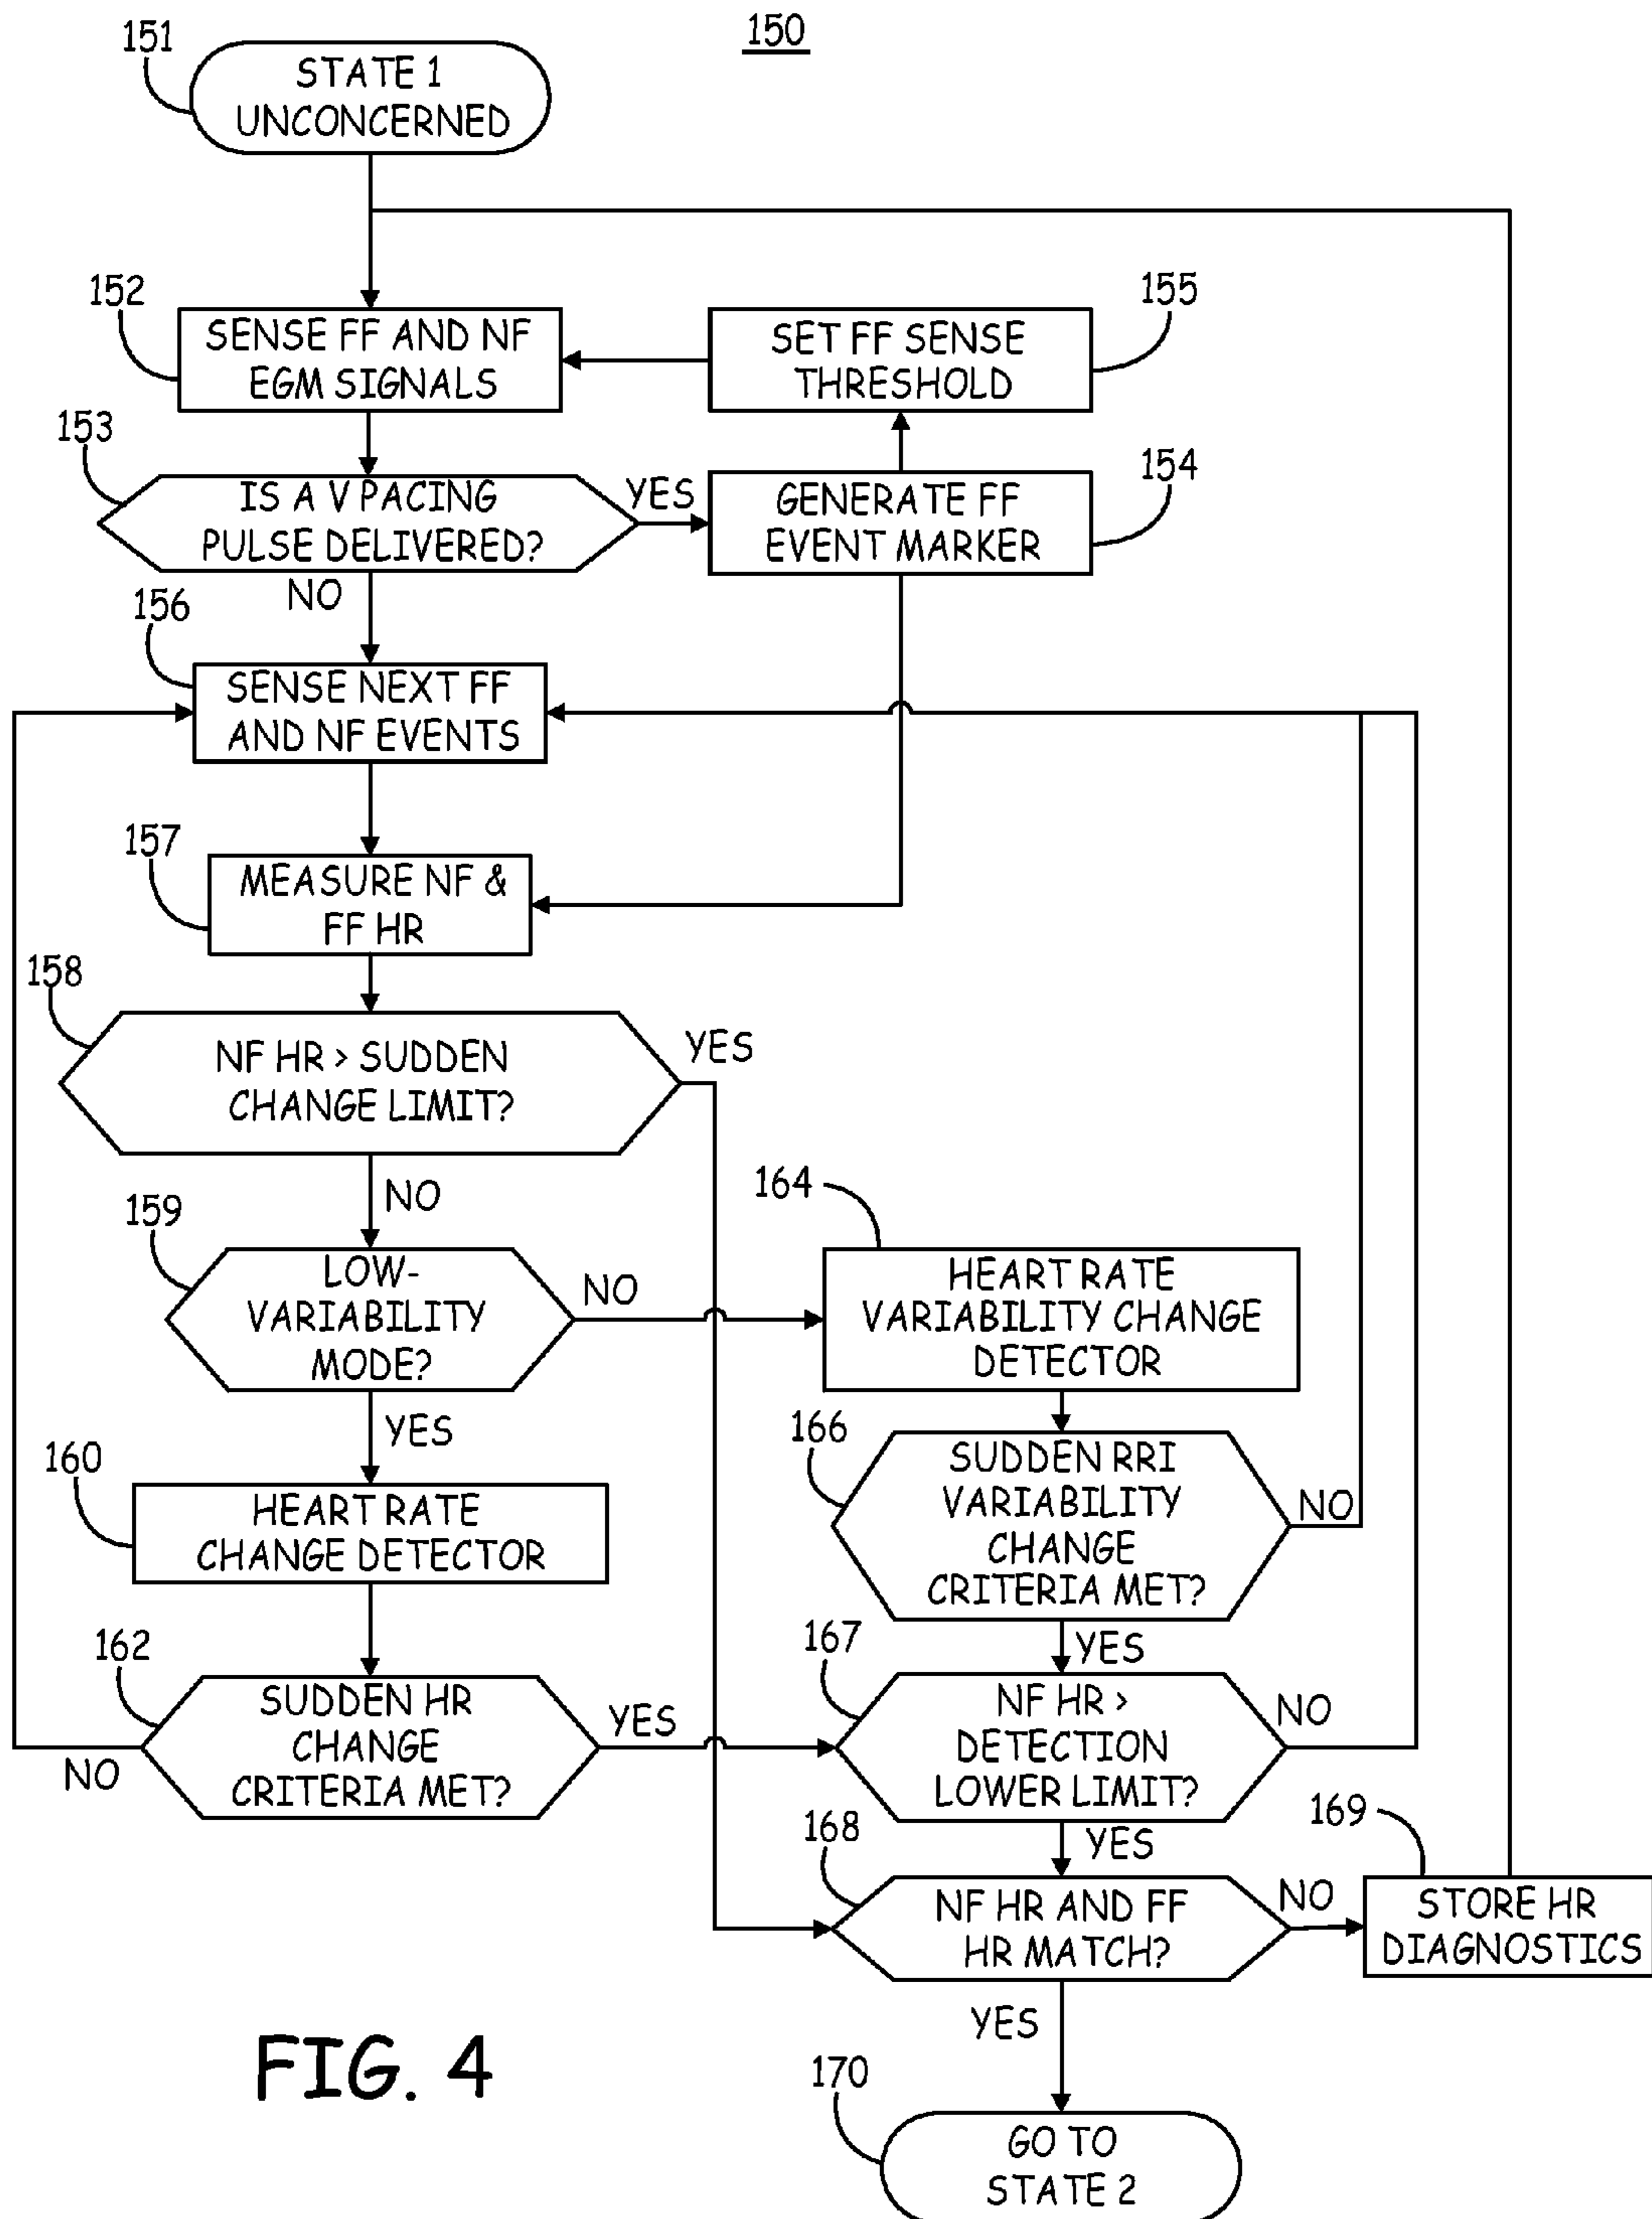 150
151
STATE 1
UNCONCERNED
152
SENSE FF AND NF
EGM SIGNALS
155
SET FF SENSE
THRESHOLD
153
IS A V PACING
PULSE DELIVERED?
YES
NO
154
GENERATE FF
EVENT MARKER
156
SENSE NEXT FF
AND NF EVENTS
157
MEASURE NF &
FF HR
158
NF HR > SUDDEN
CHANGE LIMIT?
YES
NO
159
LOW-
VARIABILITY
MODE?
NO
YES
164
HEART RATE
VARIABILITY CHANGE
DETECTOR
160
HEART RATE
CHANGE DETECTOR
166
SUDDEN RRI
VARIABILITY
CHANGE
CRITERIA MET?
NO
YES
162
SUDDEN HR
CHANGE
CRITERIA MET?
YES
NO
167
NF HR >
DETECTION
LOWER LIMIT?
NO
YES
168
NF HR AND FF
HR MATCH?
NO
YES
169
STORE HR
DIAGNOSTICS
170
GO TO
STATE 2
FIG. 4